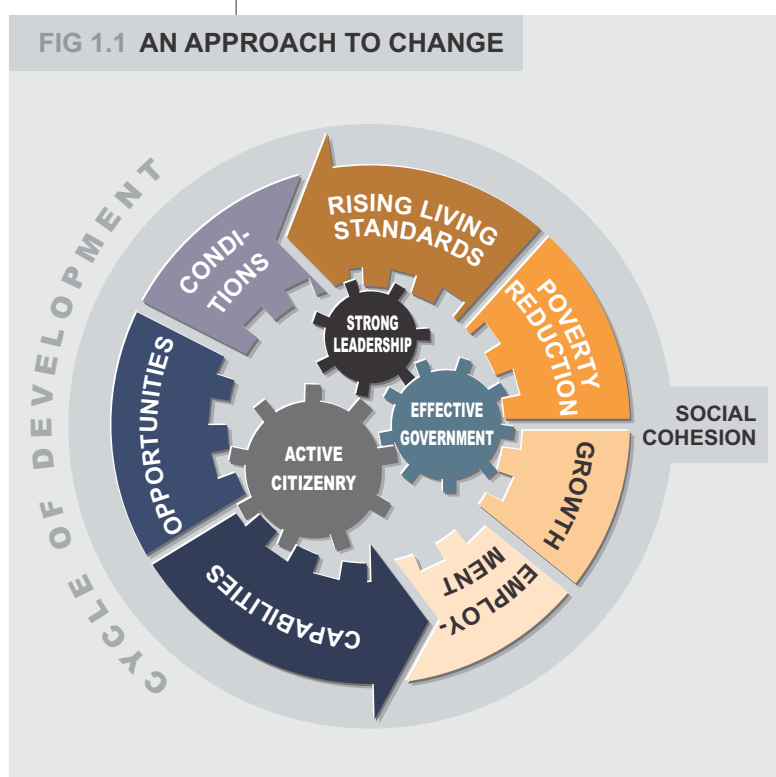 FIG 1.1 AN APPROACH TO CHANGE
CYCLE OF DEVELOPMENT
RISING LIVING
STANDARDS
POVERTY
REDUCTION
GROWTH
EMPLOY-
MENT
CAPABILITIES
OPPORTUNITIES
CONDI-
TIONS
STRONG
LEADERSHIP
EFFECTIVE
GOVERNMENT
ACTIVE
CITIZENRY
SOCIAL
COHESION